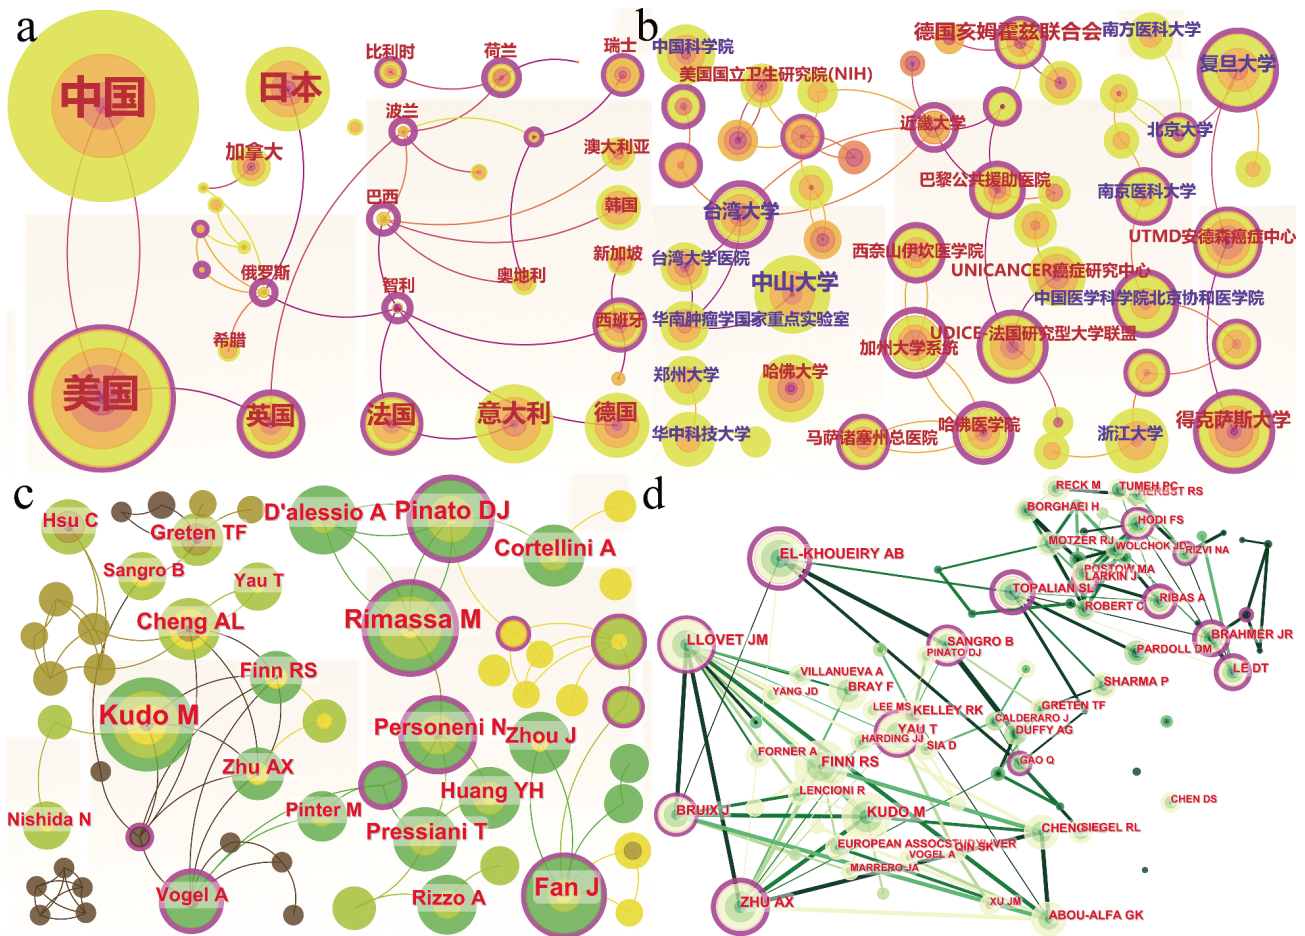 a
中国
日本
比利时
荷兰
瑞士
加拿大
波兰
澳大利亚
巴西
韩国
俄罗斯
智利
奥地利
新加坡
希腊
西班牙
美国
英国
法国
意大利
德国
b
中国科学院
德国亥姆霍兹联合会
南方医科大学
美国国立卫生研究院(NIH)
复旦大学
近畿大学
北京大学
巴黎公共援助医院
南京医科大学
台湾大学
西奈山伊坎医学院
UTMD安德森癌症中心
台湾大学医院
中山大学
UNICANCER癌症研究中心
中国医学科学院北京协和医学院
华南肿瘤学国家重点实验室
UDICE-法国研究型大学联盟
加州大学系统
郑州大学
哈佛大学
华中科技大学
马萨诸塞州总医院
哈佛医学院
浙江大学
得克萨斯大学
c
Hsu C
Greten TF
D'alessio A
Pinato DJ
Cortellini A
Sangro B
Yau T
Cheng AL
Rimassa M
Finn RS
Kudo M
Personeni N
Zhou J
Zhu AX
Huang YH
Nishida N
Pinter M
Pressiani T
Vogel A
Rizzo A
Fan J
d
RECK M
TUMEH PC
HERBST RS
BORGHAEI H
HODI FS
MOTZER RJ
WOLCHOK JD
RIZVI NA
EL-KHOUEIRY AB
POSTOW MA
LARKIN J
TOPALIAN SL
ROBERT C
RIBAS A
LLOVET JM
SANGRO B
PINATO DJ
BRAHMER JR
PARDOLL DM
LE DT
VILLANUEVA A
YANG JD
BRAY F
SHARMA P
LEE MS
KELLEY RK
GRETEN TF
CALDERARO J
YAU T
DUFFY AG
HARDING JJ
SIA D
FORNER A
FINN RS
GAO Q
LENCIONI R
CHEN DS
BRUIX J
KUDO M
CHENG
SIEGEL RL
EUROPEAN ASSOCSTUDYLIVER
QIN SK
VOGEL A
MARRERO JA
ZHU AX
XU JM
ABOU-ALFA GK